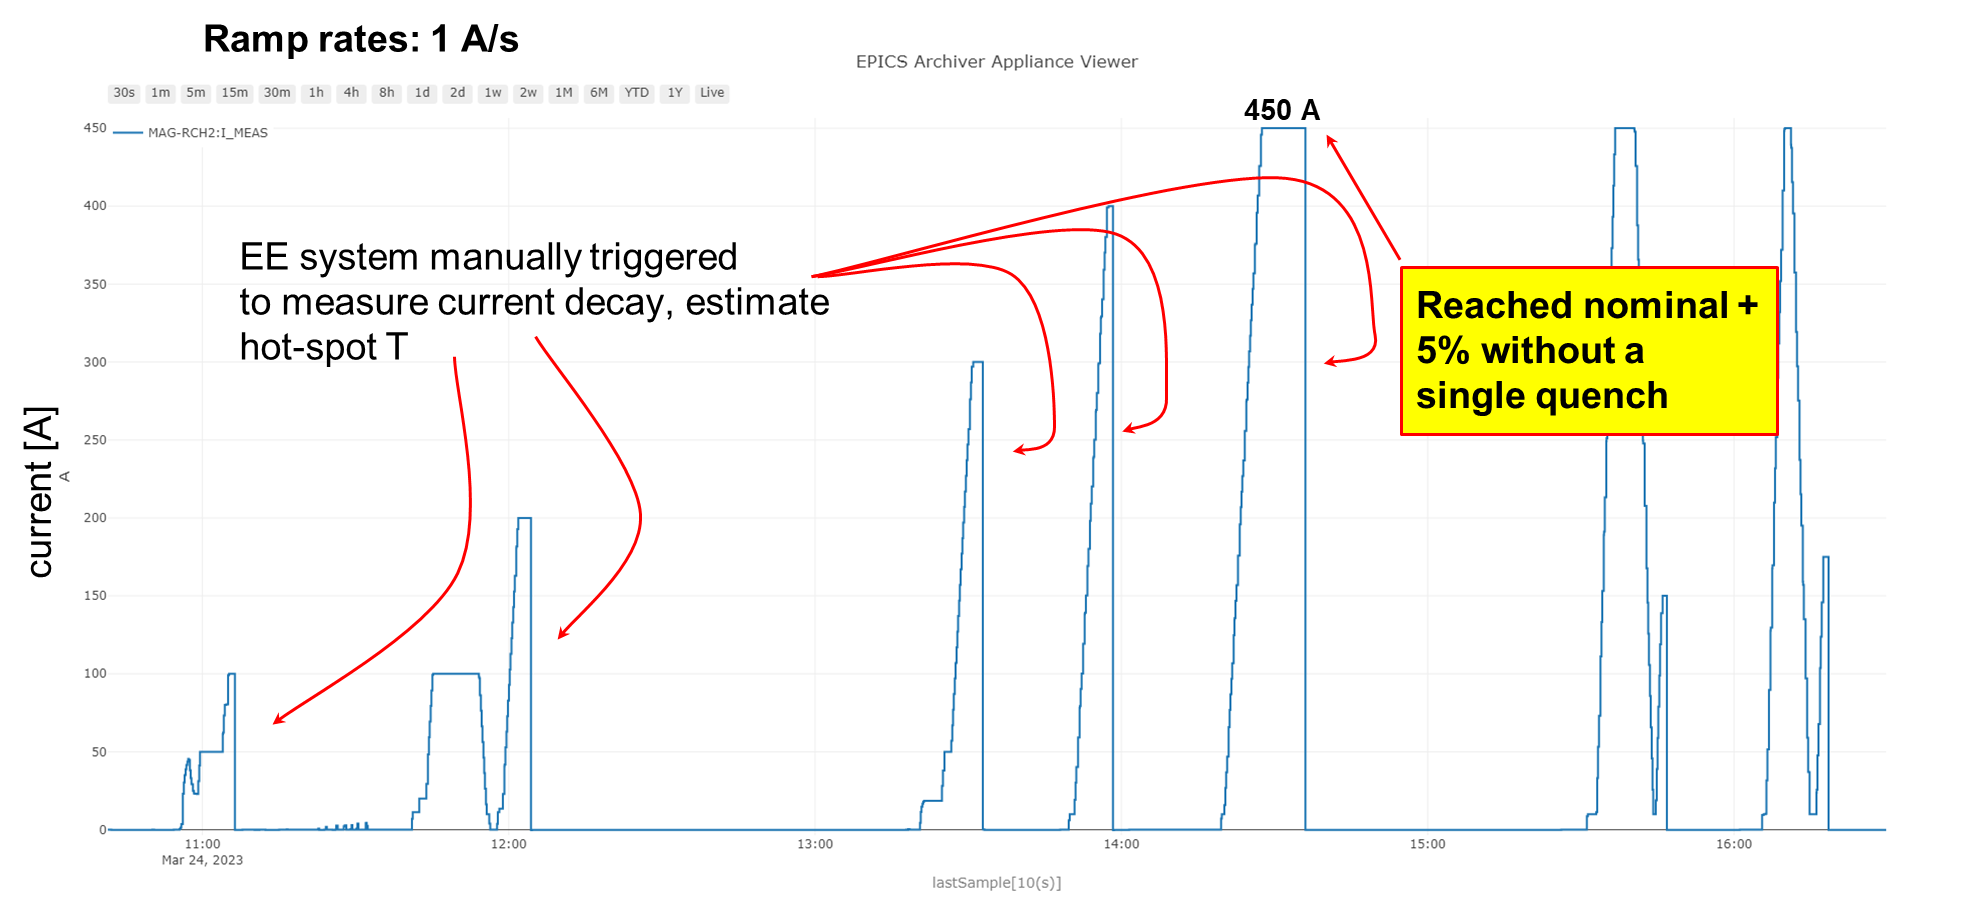 Ramp rates: 1 A/s
EPICS Archiver Appliance Viewer
30s 1m 5m 15m 30m 1h 4h 8h 1d 2d 1w 2w 1M 6M YTD 1Y Live
450 A
MAG-RCH2:I_MEAS
450
400
350
300
250
200
150
100
50
0
current [A]
A
EE system manually triggered
to measure current decay, estimate
hot-spot T
Reached nominal +
5% without a
single quench
11:00 12:00 13:00 14:00 15:00 16:00
Mar 24, 2023
lastSample[10(s)]